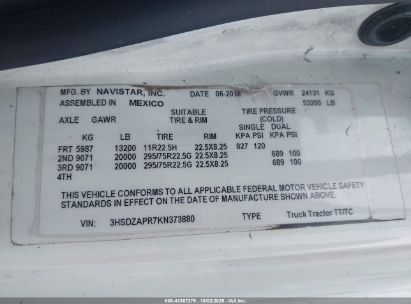 MFG. BY NAVISTAR, INC. DATE 06-2018 GVWR 24131 KG
ASSEMBLED IN MEXICO 53200 LB
SUITABLE TIRE PRESSURE
AXLE GAWR TIRE & RIM (COLD)
SINGLE DUAL
KG LB TIRE RIM KPA PSI KPA PSI
FRT 5987 13200 11R22.5H 22.5X8.25 827 120
2ND 9071 20000 295/75R22.5G 22.5X8.25 689 100
3RD 9071 20000 295/75R22.5G 22.5X8.25 689 100
4TH
THIS VEHICLE CONFORMS TO ALL APPLICABLE FEDERAL MOTOR VEHICLE SAFETY
STANDARDS IN EFFECT ON THE DATE OF MANUFACTURE SHOWN ABOVE.
VIN: 3HSDZAPR7KN373880 TYPE Truck Tractor TT/TC